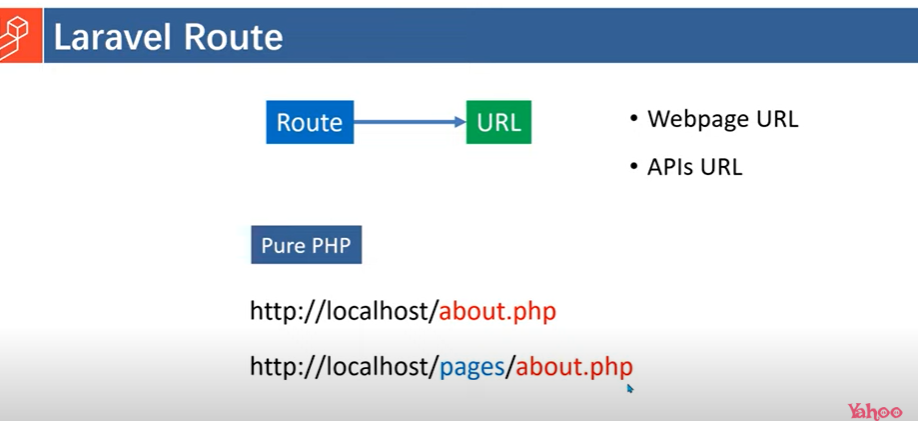 Laravel Route
Route
URL
• Webpage URL
• APIs URL
Pure PHP
http://localhost/about.php
http://localhost/pages/about.php
Yahoo